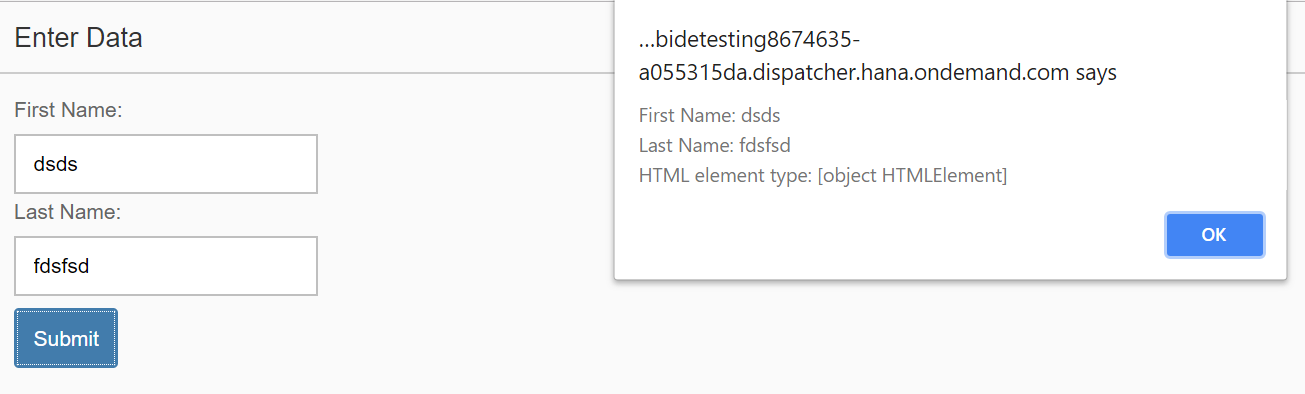 Enter Data
First Name:
dsds
Last Name:
fdsfsd
Submit
...bidetesting8674635-
a055315da.dispatcher.hana.ondemand.com says
First Name: dsds
Last Name: fdsfsd
HTML element type: [object HTMLElement]
OK